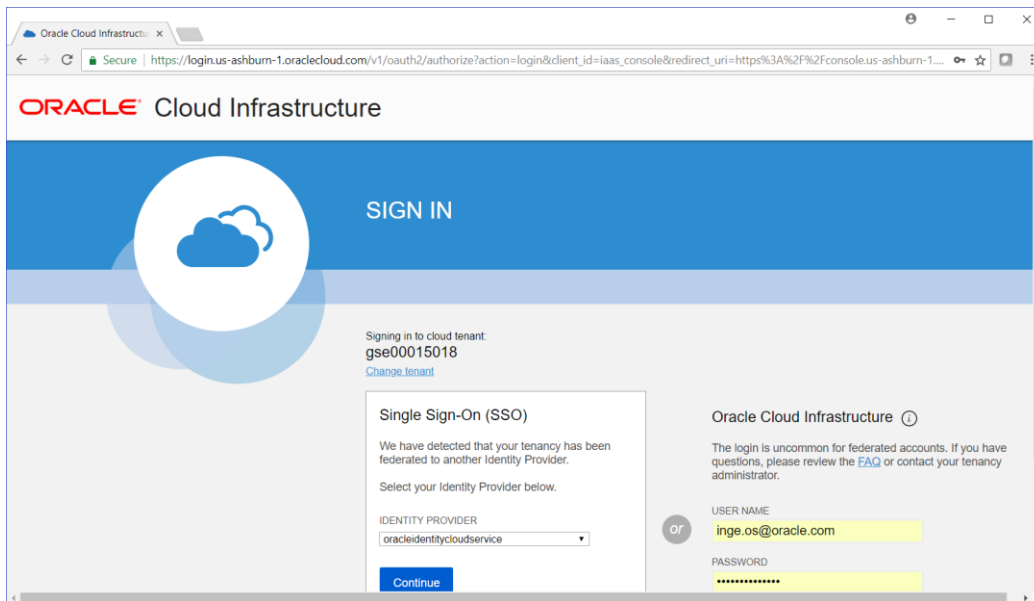 Oracle Cloud Infrastructu
Secure | https://login.us-ashburn-1.oraclecloud.com/v1/oauth2/authorize?action=login&client_id=iaas_console&redirect_uri=https%3A%2F%2Fconsole.us-ashburn-1....
ORACLE Cloud Infrastructure
SIGN IN
Signing in to cloud tenant:
gse00015018
Change tenant
Single Sign-On (SSO)
We have detected that your tenancy has been
federated to another Identity Provider.
Select your Identity Provider below.
IDENTITY PROVIDER
oracleidentitycloudservice
Continue
or
Oracle Cloud Infrastructure
The login is uncommon for federated accounts. If you have
questions, please review the FAQ or contact your tenancy
administrator.
USER NAME
inge.os@oracle.com
PASSWORD
••••••••••••••